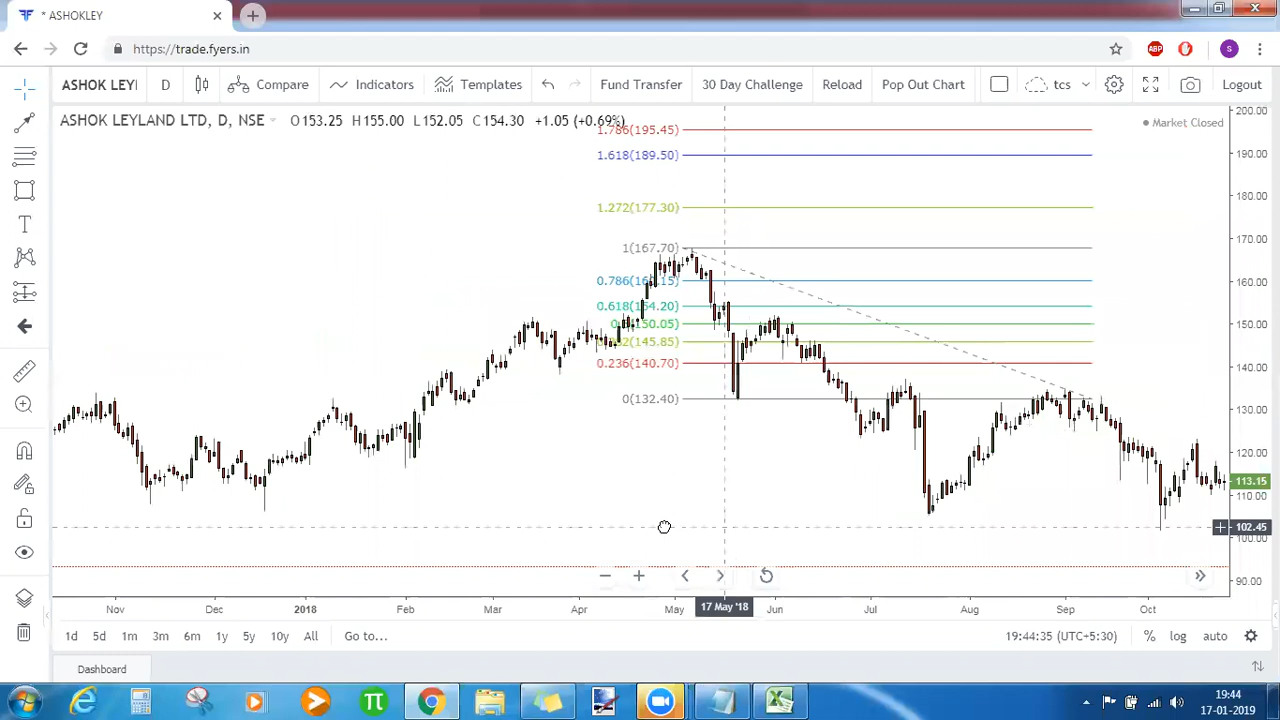 * ASHOKLEY
https://trade.fyers.in
ABP
S
ASHOK LEYI
D
Compare
Indicators
Templates
Fund Transfer
30 Day Challenge
Reload
Pop Out Chart
tcs
Logout
ASHOK LEYLAND LTD, D, NSE
O153.25 H155.00 L152.05 C154.30 +1.05 (+0.69%)
Market Closed
1.786(195.45)
1.618(189.50)
1.272(177.30)
1(167.70)
0.618(154.20)
0.236(140.70)
0(132.40)
200.00
190.00
180.00
170.00
160.00
150.00
140.00
130.00
120.00
113.15
110.00
102.45
100.00
90.00
Nov
Dec
2018
Feb
Mar
Apr
May
17 May '18
Jun
Jul
Aug
Sep
Oct
1d 5d 1m 3m 6m 1y 5y 10y All Go to...
19:44:35 (UTC+5:30)
% log auto
Dashboard
19:44
17-01-2019